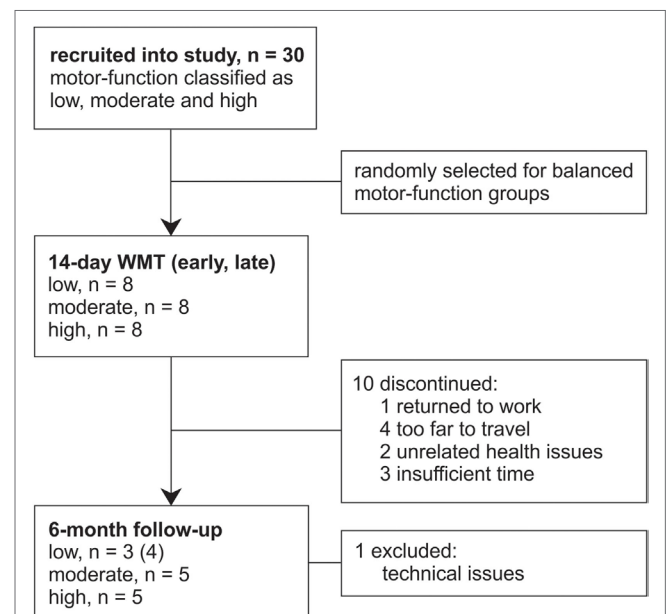 recruited into study, n = 30
motor-function classified as
low, moderate and high
randomly selected for balanced
motor-function groups
14-day WMT (early, late)
low, n = 8
moderate, n = 8
high, n = 8
10 discontinued:
1 returned to work
4 too far to travel
2 unrelated health issues
3 insufficient time
6-month follow-up
low, n = 3 (4)
moderate, n = 5
high, n = 5
1 excluded:
technical issues